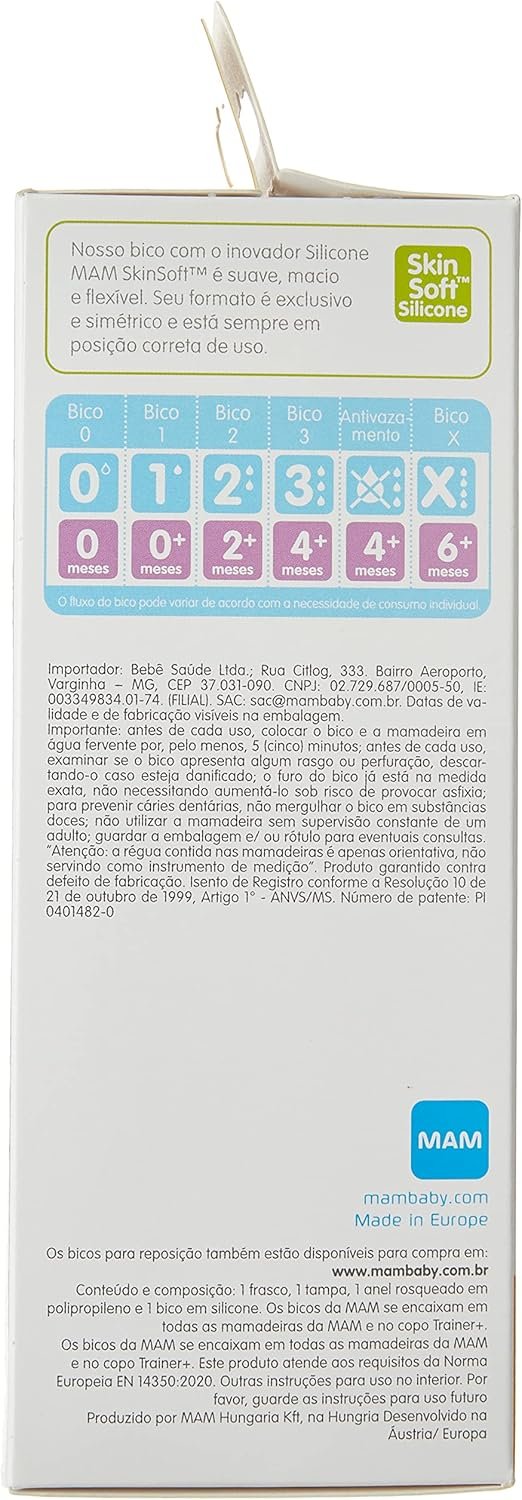 Nosso bico com o inovador Silicone
MAM SkinSoft™ é suave, macio
e flexível. Seu formato é exclusivo
e simétrico e está sempre em
posição correta de uso.
Skin
Soft™
Silicone
Bico 0 Bico 1 Bico 2 Bico 3 Antivaza-mento Bico X
0 1 2 3 X
0 meses 0+ meses 2+ meses 4+ meses 4+ meses 6+ meses
O fluxo do bico pode variar de acordo com a necessidade de consumo individual.
Importador: Bebê Saúde Ltda.; Rua Citlog, 333. Bairro Aeroporto,
Varginha – MG, CEP 37.031-090. CNPJ: 02.729.687/0005-50, IE:
003349834.01-74. (FILIAL). SAC: sac@mambaby.com.br. Datas de va-
lidade e de fabricação visíveis na embalagem.
Importante: antes de cada uso, colocar o bico e a mamadeira em
água fervente por, pelo menos, 5 (cinco) minutos; antes de cada uso,
examinar se o bico apresenta algum rasgo ou perfuração, descar-
tando-o caso esteja danificado; o furo do bico já está na medida
exata, não necessitando aumentá-lo sob risco de provocar asfixia;
para prevenir cáries dentárias, não mergulhar o bico em substâncias
doces; não utilizar a mamadeira sem supervisão constante de um
adulto; guardar a embalagem e/ ou rótulo para eventuais consultas.
"Atenção: a régua contida nas mamadeiras é apenas orientativa, não
servindo como instrumento de medição". Produto garantido contra
defeito de fabricação. Isento de Registro conforme a Resolução 10 de
21 de outubro de 1999, Artigo 1° - ANVS/MS. Número de patente: PI
0401482-0
MAM
mambaby.com
Made in Europe
Os bicos para reposição também estão disponíveis para compra em:
www.mambaby.com.br
Conteúdo e composição: 1 frasco, 1 tampa, 1 anel rosqueado em
polipropileno e 1 bico em silicone. Os bicos da MAM se encaixam em
todas as mamadeiras da MAM e no copo Trainer+.
Os bicos da MAM se encaixam em todas as mamadeiras da MAM
e no copo Trainer+. Este produto atende aos requisitos da Norma
Europeia EN 14350:2020. Outras instruções para uso no interior. Por
favor, guarde as instruções para uso futuro
Produzido por MAM Hungaria Kft, na Hungria Desenvolvido na
Áustria/ Europa